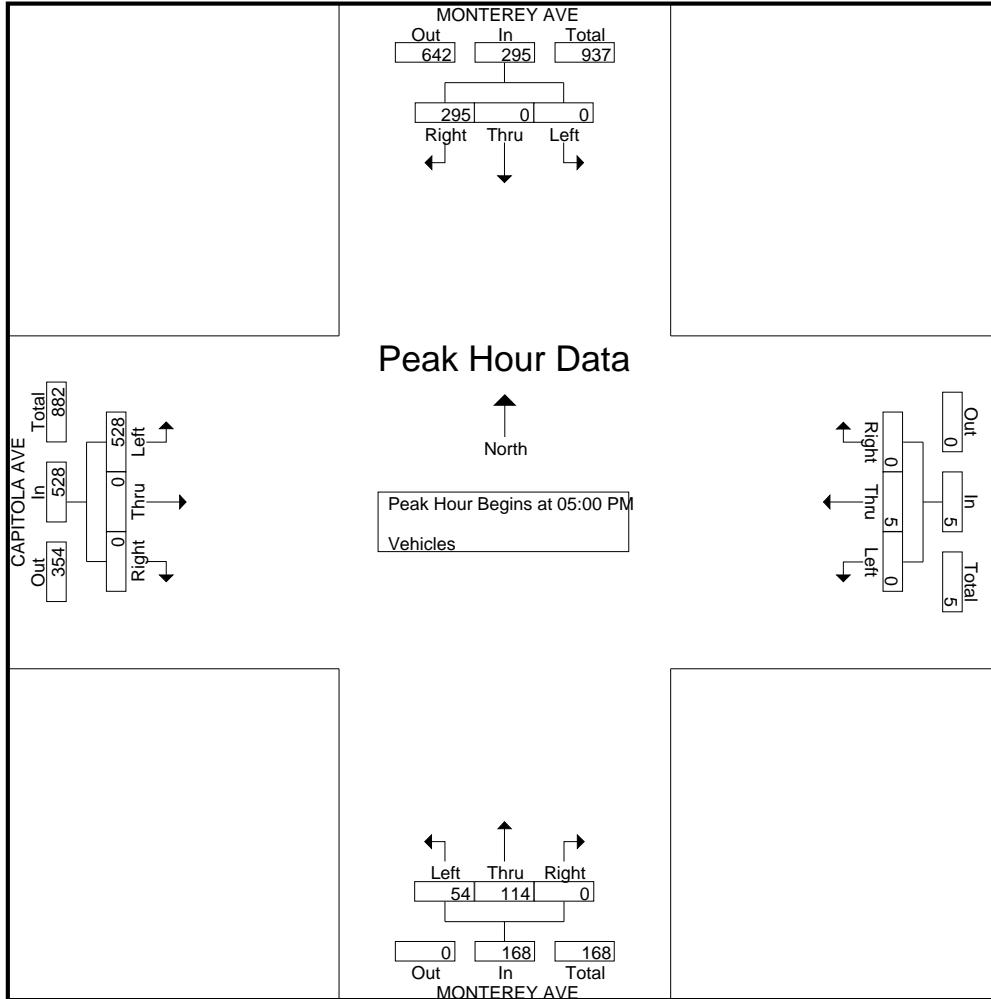 MONTEREY AVE
Out In Total
642 295 937
295 0 0
Right Thru Left
Peak Hour Data
North
Peak Hour Begins at 05:00 PM
Vehicles
CAPITOLA AVE
Out In Total
354 528 882
528 0 0
Left Thru Right
Out In Total
0 5 5
0 5 0
Right Thru Left
Left Thru Right
54 114 0
0 168 168
Out In Total
MONTEREY AVE